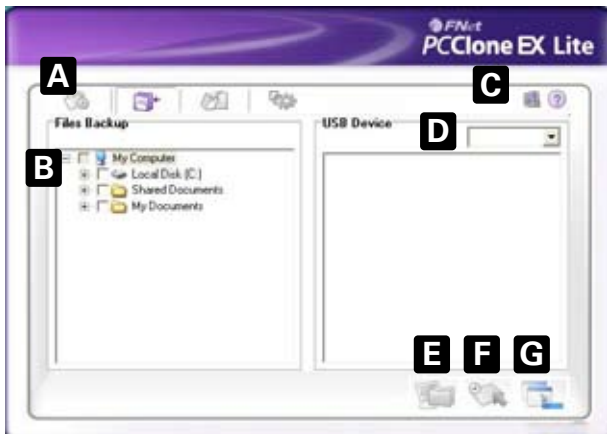 FNet
PCClone EX Lite
A
C
Files Backup
USB Device
D
B
My Computer
Local Disk (C:)
Shared Documents
My Documents
E F G